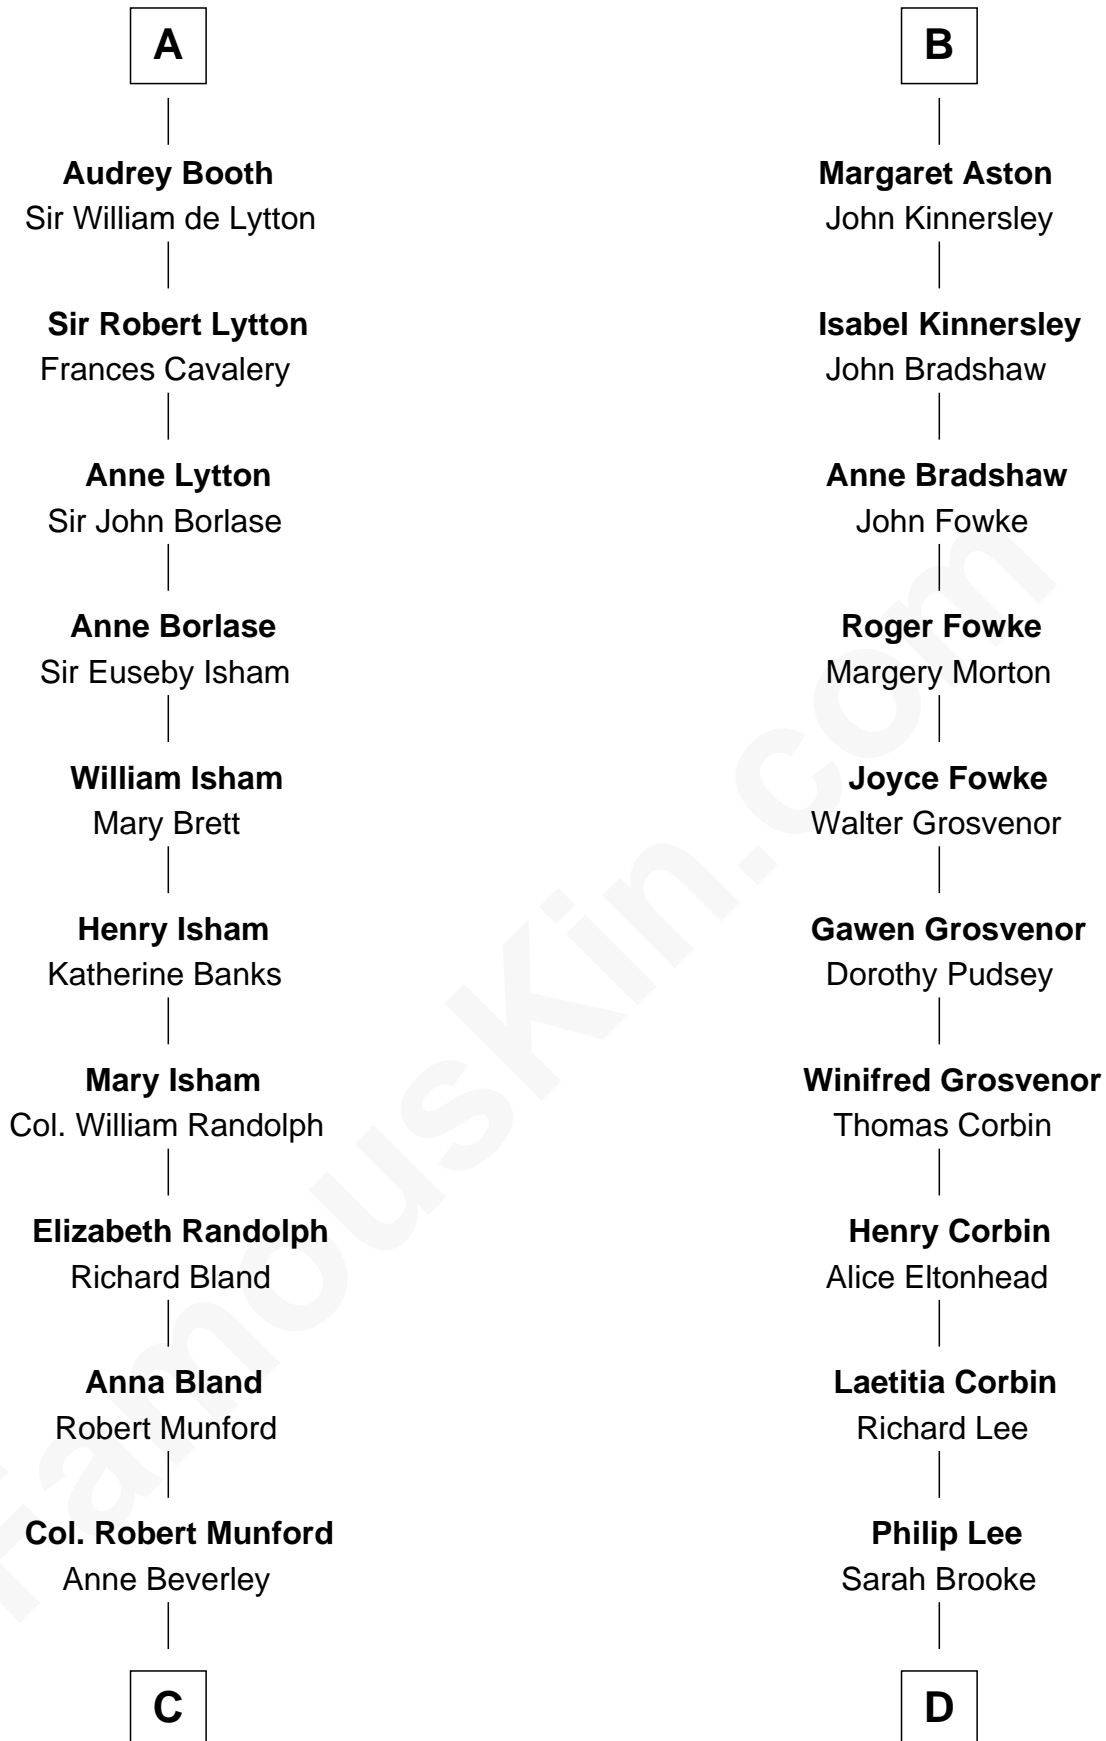 A
Audrey Booth
Sir William de Lytton
Sir Robert Lytton
Frances Cavalery
Anne Lytton
Sir John Borlase
Anne Borlase
Sir Euseby Isham
William Isham
Mary Brett
Henry Isham
Katherine Banks
Mary Isham
Col. William Randolph
Elizabeth Randolph
Richard Bland
Anna Bland
Robert Munford
Col. Robert Munford
Anne Beverley
C
B
Margaret Aston
John Kinnersley
Isabel Kinnersley
John Bradshaw
Anne Bradshaw
John Fowke
Roger Fowke
Margery Morton
Joyce Fowke
Walter Grosvenor
Gawen Grosvenor
Dorothy Pudsey
Winifred Grosvenor
Thomas Corbin
Henry Corbin
Alice Eltonhead
Laetitia Corbin
Richard Lee
Philip Lee
Sarah Brooke
D
FamousKin.com